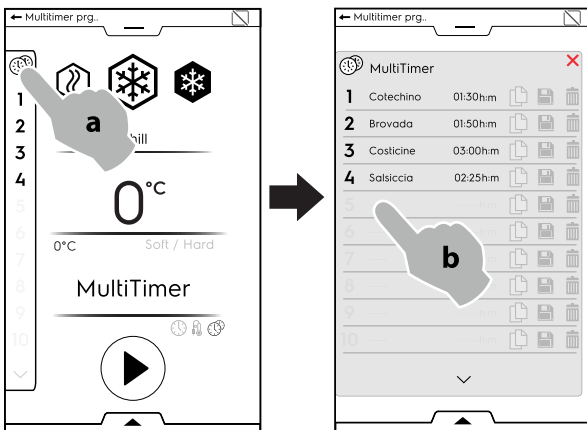 ← Multitimer prg..
1
2
3
4
5
6
7
8
9
10
a
hill
0°C
0°C Soft / Hard
MultiTimer
← Multitimer prg..
MultiTimer
1 Cotechino 01:30h:m
2 Brovada 01:50h:m
3 Costicine 03:00h:m
4 Salsiccia 02:25h:m
5 h:m
6 h:m
7 h:m
8 h:m
9 h:m
10 h:m
b